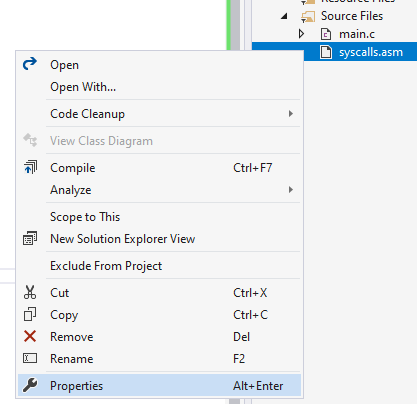 Resource Files
Source Files
main.c
syscalls.asm
Open
Open With...
Code Cleanup
View Class Diagram
Compile Ctrl+F7
Analyze
Scope to This
New Solution Explorer View
Exclude From Project
Cut Ctrl+X
Copy Ctrl+C
Remove Del
Rename F2
Properties Alt+Enter